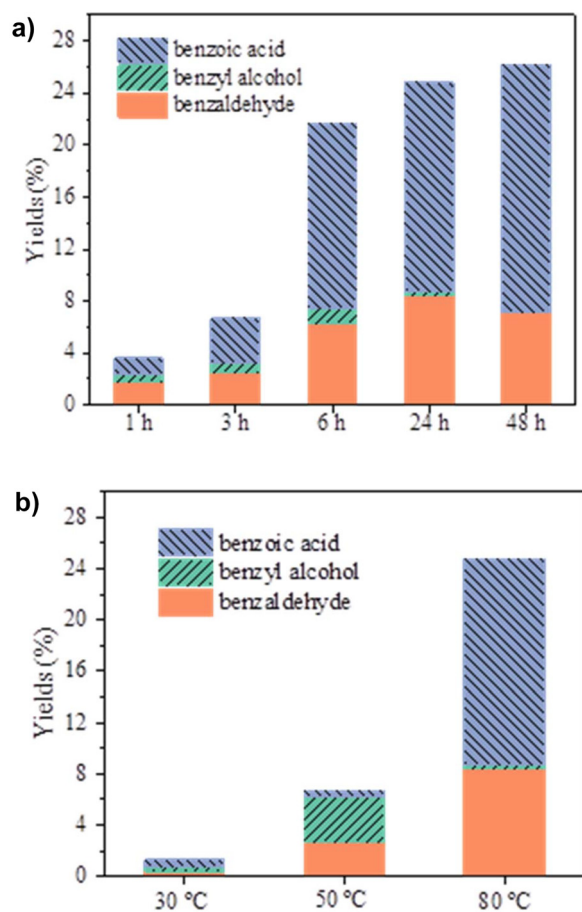 a)
28
24
20
16
12
8
4
0
Yields (%)
benzoic acid
benzyl alcohol
benzaldehyde
1 h 3 h 6 h 24 h 48 h
b)
28
24
20
16
12
8
4
0
Yields (%)
benzoic acid
benzyl alcohol
benzaldehyde
30 °C 50 °C 80 °C